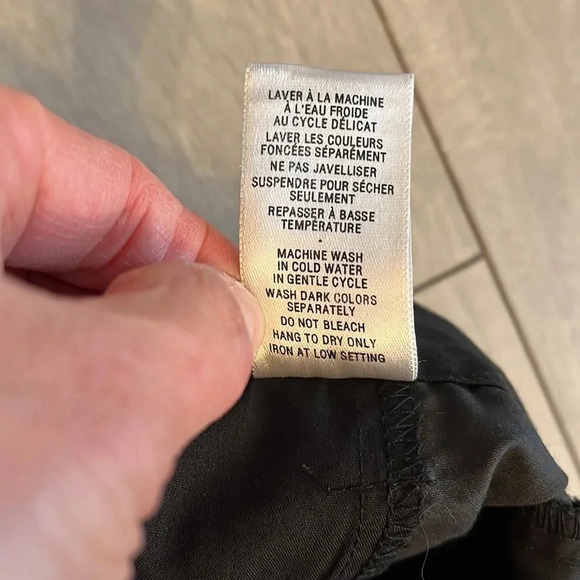 LAVER À LA MACHINE
À L'EAU FROIDE
AU CYCLE DÉLICAT
LAVER LES COULEURS
FONCÉES SÉPARÉMENT
NE PAS JAVELLISER
SUSPENDRE POUR SÉCHER
SEULEMENT
REPASSER À BASSE
TEMPÉRATURE
•
MACHINE WASH
IN COLD WATER
IN GENTLE CYCLE
WASH DARK COLORS
SEPARATELY
DO NOT BLEACH
HANG TO DRY ONLY
IRON AT LOW SETTING